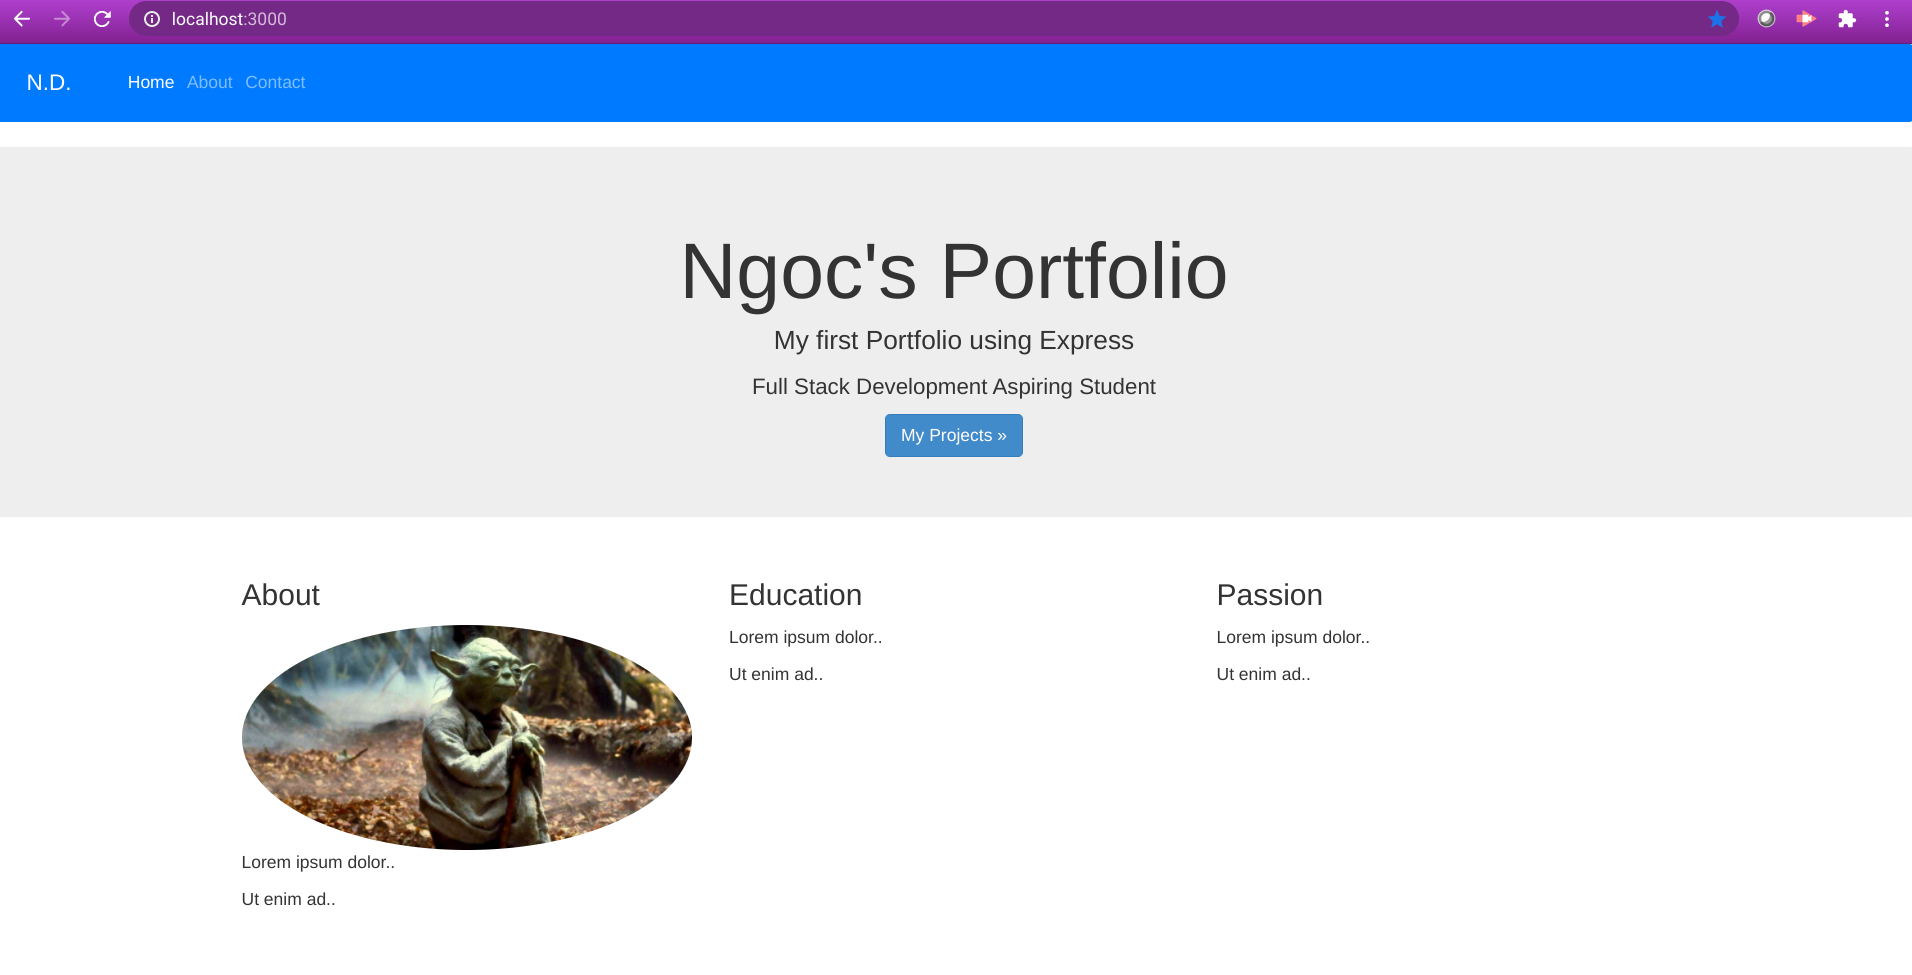 localhost:3000
N.D. Home About Contact
Ngoc's Portfolio
My first Portfolio using Express
Full Stack Development Aspiring Student
My Projects »
About
Lorem ipsum dolor..
Ut enim ad..
Education
Lorem ipsum dolor..
Ut enim ad..
Passion
Lorem ipsum dolor..
Ut enim ad..